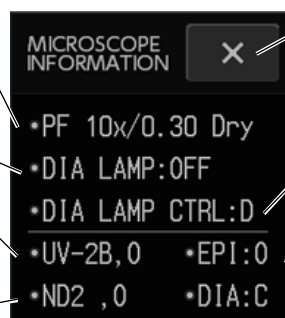 MICROSCOPE
INFORMATION
×
•PF 10x/0.30 Dry
•DIA LAMP:OFF
•DIA LAMP CTRL:D
•UV-2B,0 •EPI:0
•ND2 ,0 •DIA:C